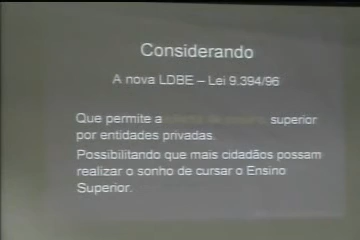 Considerando
A nova LDBE – Lei 9.394/96
Que permite a superior
por entidades privadas.
Possibilitando que mais cidadãos possam
realizar o sonho de cursar o Ensino
Superior.